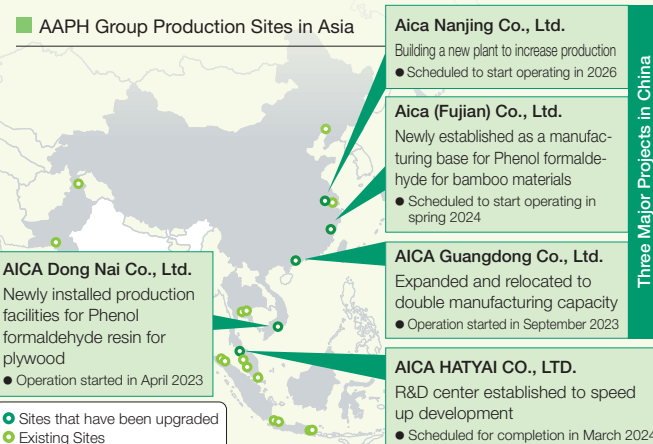 AAPH Group Production Sites in Asia
Aica Nanjing Co., Ltd.
Building a new plant to increase production
● Scheduled to start operating in 2026
Aica (Fujian) Co., Ltd.
Newly established as a manufac-
turing base for Phenol formalde-
hyde for bamboo materials
● Scheduled to start operating in
spring 2024
AICA Guangdong Co., Ltd.
Expanded and relocated to
double manufacturing capacity
● Operation started in September 2023
Three Major Projects in China
AICA HATYAI CO., LTD.
R&D center established to speed
up development
● Scheduled for completion in March 2024
AICA Dong Nai Co., Ltd.
Newly installed production
facilities for Phenol
formaldehyde resin for
plywood
● Operation started in April 2023
Sites that have been upgraded
Existing Sites